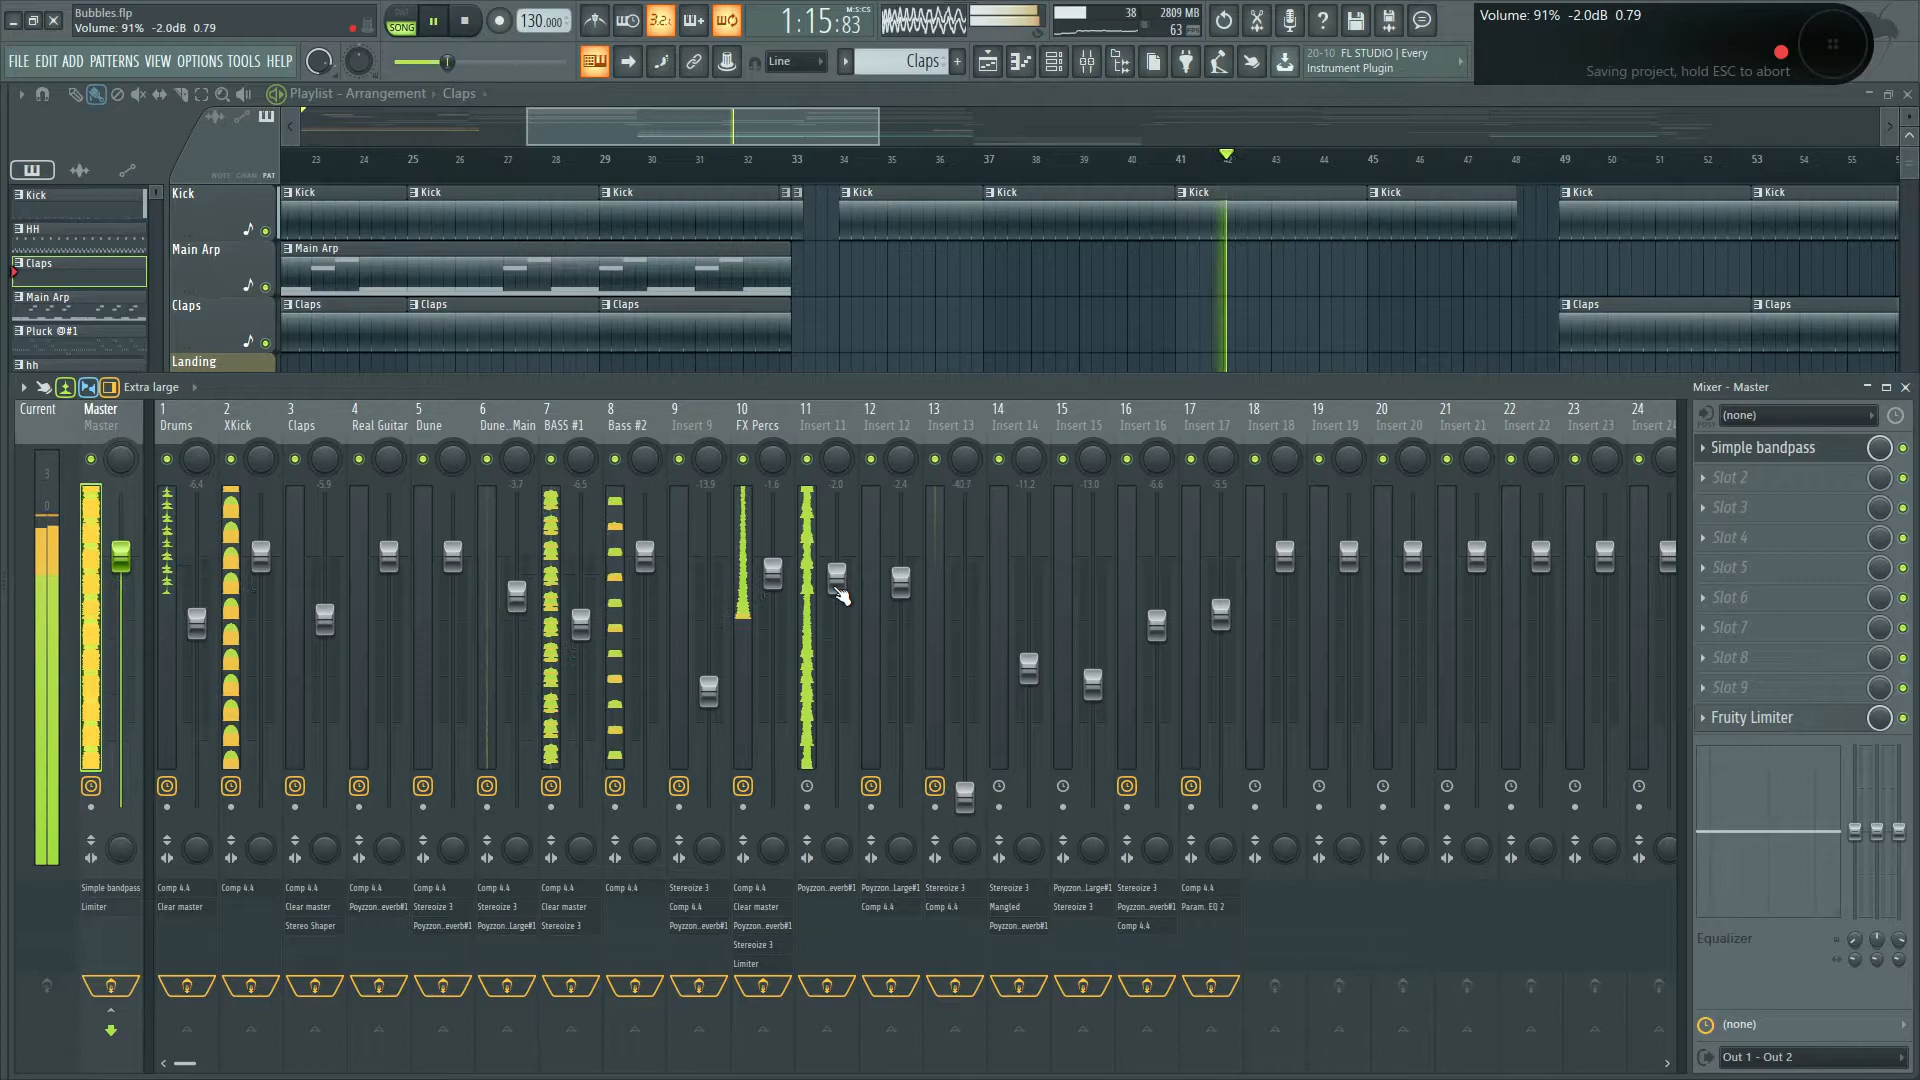 Bubbles.flp
Volume: 91%  -2.0dB  0.79
PAT
SONG
130.000
3.2.
1:15:83
M:S:CS
38
2809 MB
63
Volume: 91%  -2.0dB  0.79
Saving project, hold ESC to abort
FILE EDIT ADD PATTERNS VIEW OPTIONS TOOLS HELP
Line
Claps
20-10 FL STUDIO | Every
Instrument Plugin
Playlist - Arrangement
Claps
NOTE CHAN PAT
23 24 25 26 27 28 29 30 31 32 33 34 35 36 37 38 39 40 41 42 43 44 45 46 47 48 49 50 51 52 53 54 55
Kick
HH
Claps
Main Arp
Pluck @#1
hh
Kick
Kick Kick Kick Kick Kick Kick Kick Kick Kick
Main Arp
Main Arp
Claps
Claps Claps Claps Claps Claps
Landing
Extra large
Mixer - Master
Current Master 1 2 3 4 5 6 7 8 9 10 11 12 13 14 15 16 17 18 19 20 21 22 23 24
Master Drums XKick Claps Real Guitar Dune Dune..Main BASS #1 Bass #2 Insert 9 FX Percs Insert 11 Insert 12 Insert 13 Insert 14 Insert 15 Insert 16 Insert 17 Insert 18 Insert 19 Insert 20 Insert 21 Insert 22 Insert 23
3
0
-6.4 -5.9 -3.7 -6.5 -13.9 -1.6 -2.0 -2.4 -40.7 -11.2 -13.0 -6.6 -5.5
Simple bandpass Comp 4.4 Comp 4.4 Comp 4.4 Comp 4.4 Comp 4.4 Comp 4.4 Comp 4.4 Comp 4.4 Stereoize 3 Comp 4.4 Poyzzon..everb#1 Poyzzon..Large#1 Stereoize 3 Stereoize 3 Poyzzon..Large#1 Stereoize 3 Comp 4.4
Limiter Clear master Clear master Poyzzon..everb#1 Stereoize 3 Stereoize 3 Clear master Comp 4.4 Clear master Comp 4.4 Comp 4.4 Mangled Stereoize 3 Poyzzon..everb#1 Param. EQ 2
Stereo Shaper Poyzzon..everb#1 Poyzzon..Large#1 Stereoize 3 Poyzzon..everb#1 Poyzzon..everb#1 Poyzzon..everb#1 Comp 4.4
Stereoize 3
Limiter
(none)
Simple bandpass
Slot 2
Slot 3
Slot 4
Slot 5
Slot 6
Slot 7
Slot 8
Slot 9
Fruity Limiter
Equalizer
(none)
Out 1 - Out 2